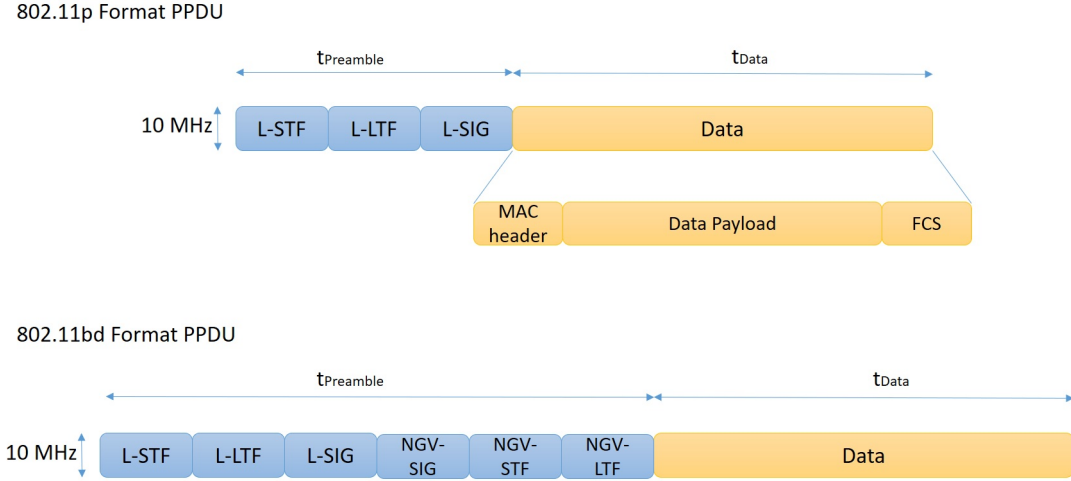 802.11p Format PPDU
tPreamble
tData
10 MHz
L-STF
L-LTF
L-SIG
Data
MAC
header
Data Payload
FCS
802.11bd Format PPDU
tPreamble
tData
10 MHz
L-STF
L-LTF
L-SIG
NGV-
SIG
NGV-
STF
NGV-
LTF
Data